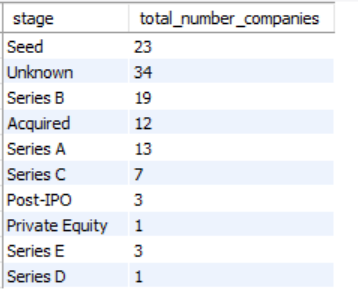 stage total_number_companies
Seed 23
Unknown 34
Series B 19
Acquired 12
Series A 13
Series C 7
Post-IPO 3
Private Equity 1
Series E 3
Series D 1